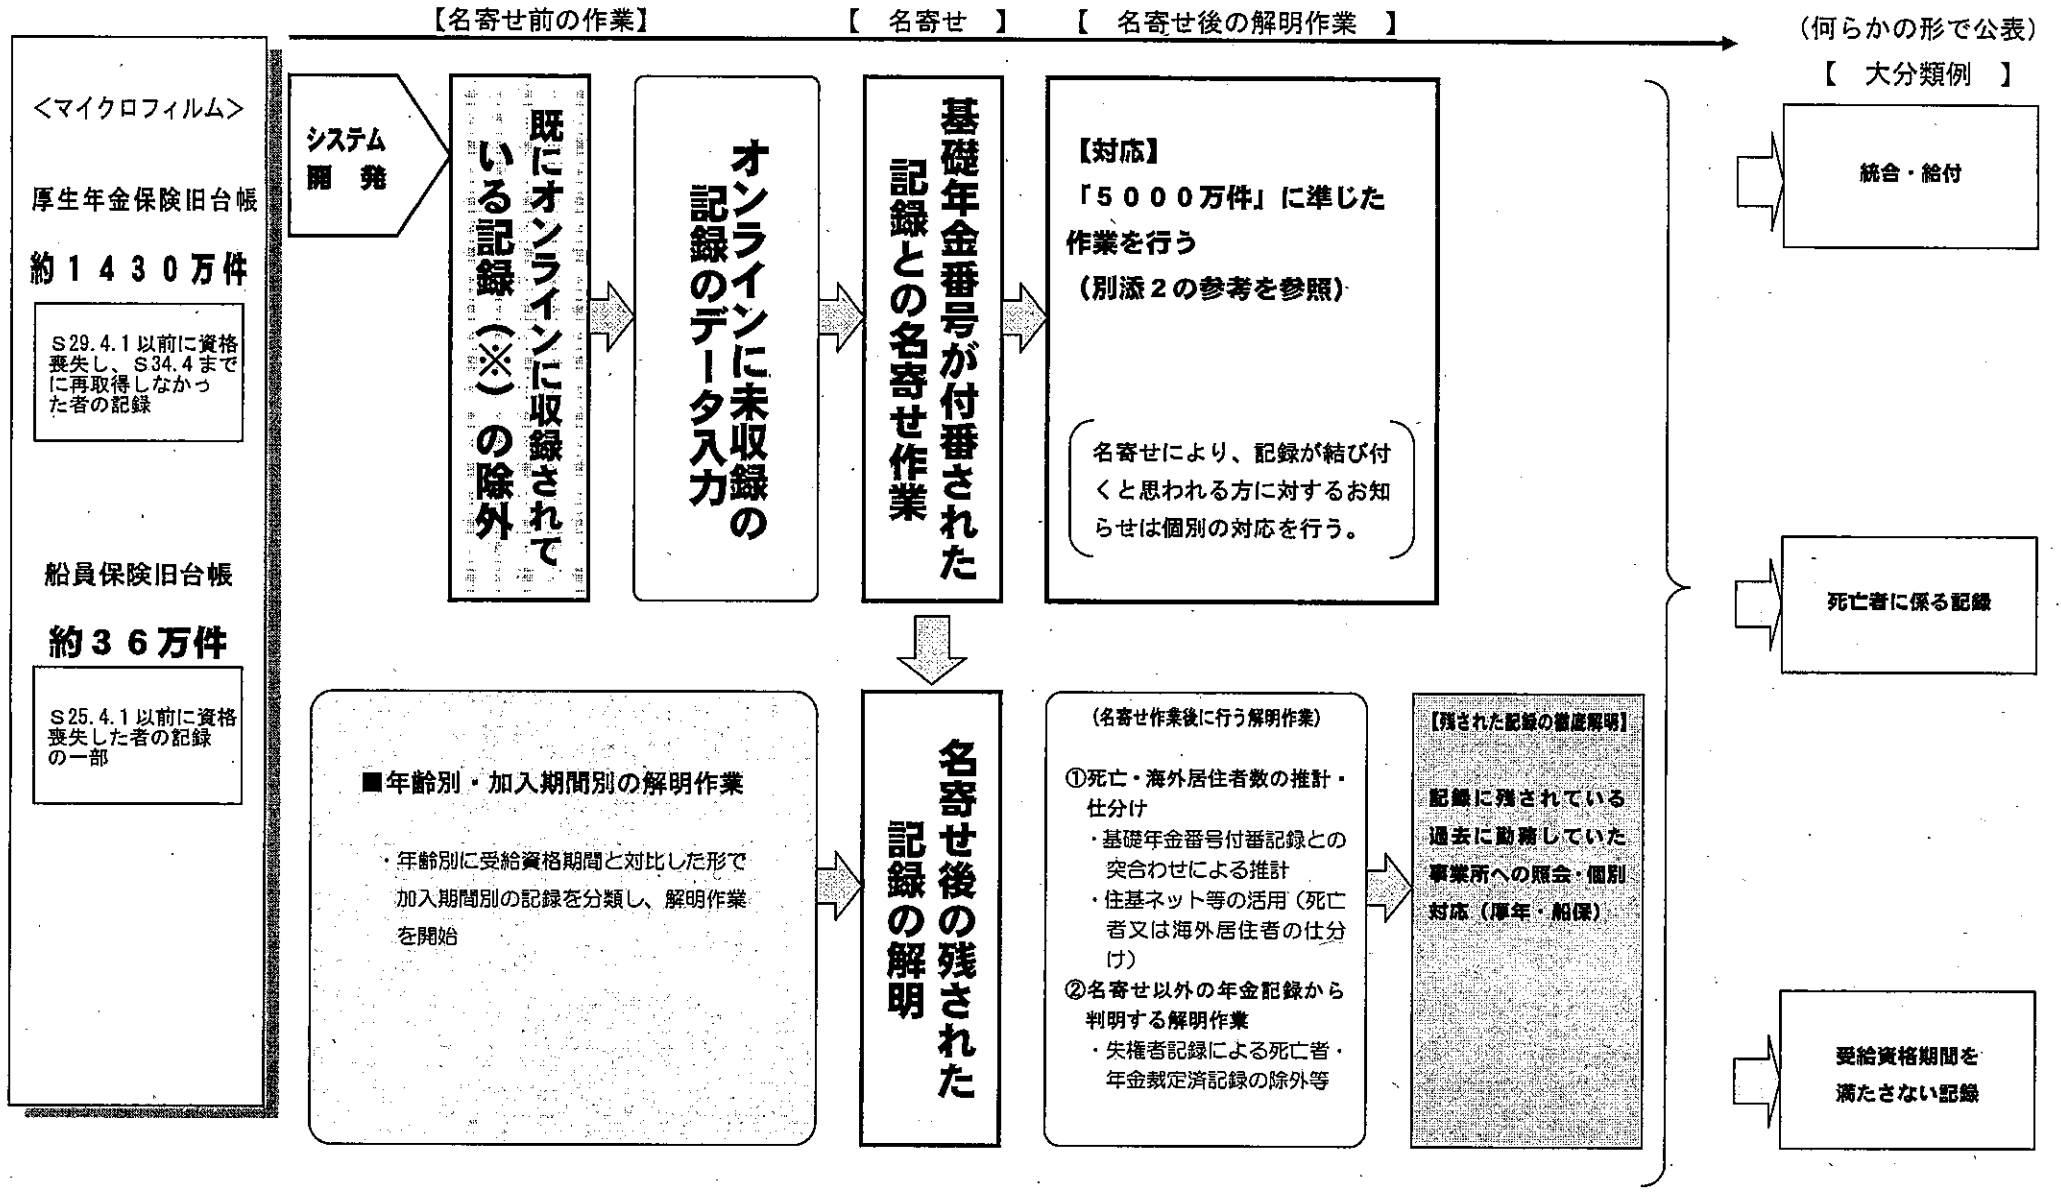 【名寄せ前の作業】
【　名寄せ　】
【　名寄せ後の解明作業　】
（何らかの形で公表）
【　大分類例　】
＜マイクロフィルム＞
厚生年金保険旧台帳
約１４３０万件
Ｓ29.4.1以前に資格
喪失し、Ｓ34.4まで
に再取得しなかっ
た者の記録
船員保険旧台帳
約３６万件
Ｓ25.4.1以前に資格
喪失した者の記録
の一部
システム
開　発
既にオンラインに収録されて
いる記録（※）の除外
オンラインに未収録の
記録のデータ入力
基礎年金番号が付番された
記録との名寄せ作業
【対応】
「５０００万件」に準じた
作業を行う
（別添２の参考を参照）
名寄せにより、記録が結び付
くと思われる方に対するお知
らせは個別の対応を行う。
■年齢別・加入期間別の解明作業
・年齢別に受給資格期間と対比した形で
加入期間別の記録を分類し、解明作業
を開始
名寄せ後の残された
記録の解明
（名寄せ作業後に行う解明作業）
①死亡・海外居住者数の推計・
仕分け
・基礎年金番号付番記録との
突合わせによる推計
・住基ネット等の活用（死亡
者又は海外居住者の仕分
け）
②名寄せ以外の年金記録から
判明する解明作業
・失権者記録による死亡者・
年金裁定済記録の除外等
【残された記録の徹底解明】
記録に残されている
過去に勤務していた
事業所への照会・個別
対応（厚年・船保）
統合・給付
死亡者に係る記録
受給資格期間を
満たさない記録